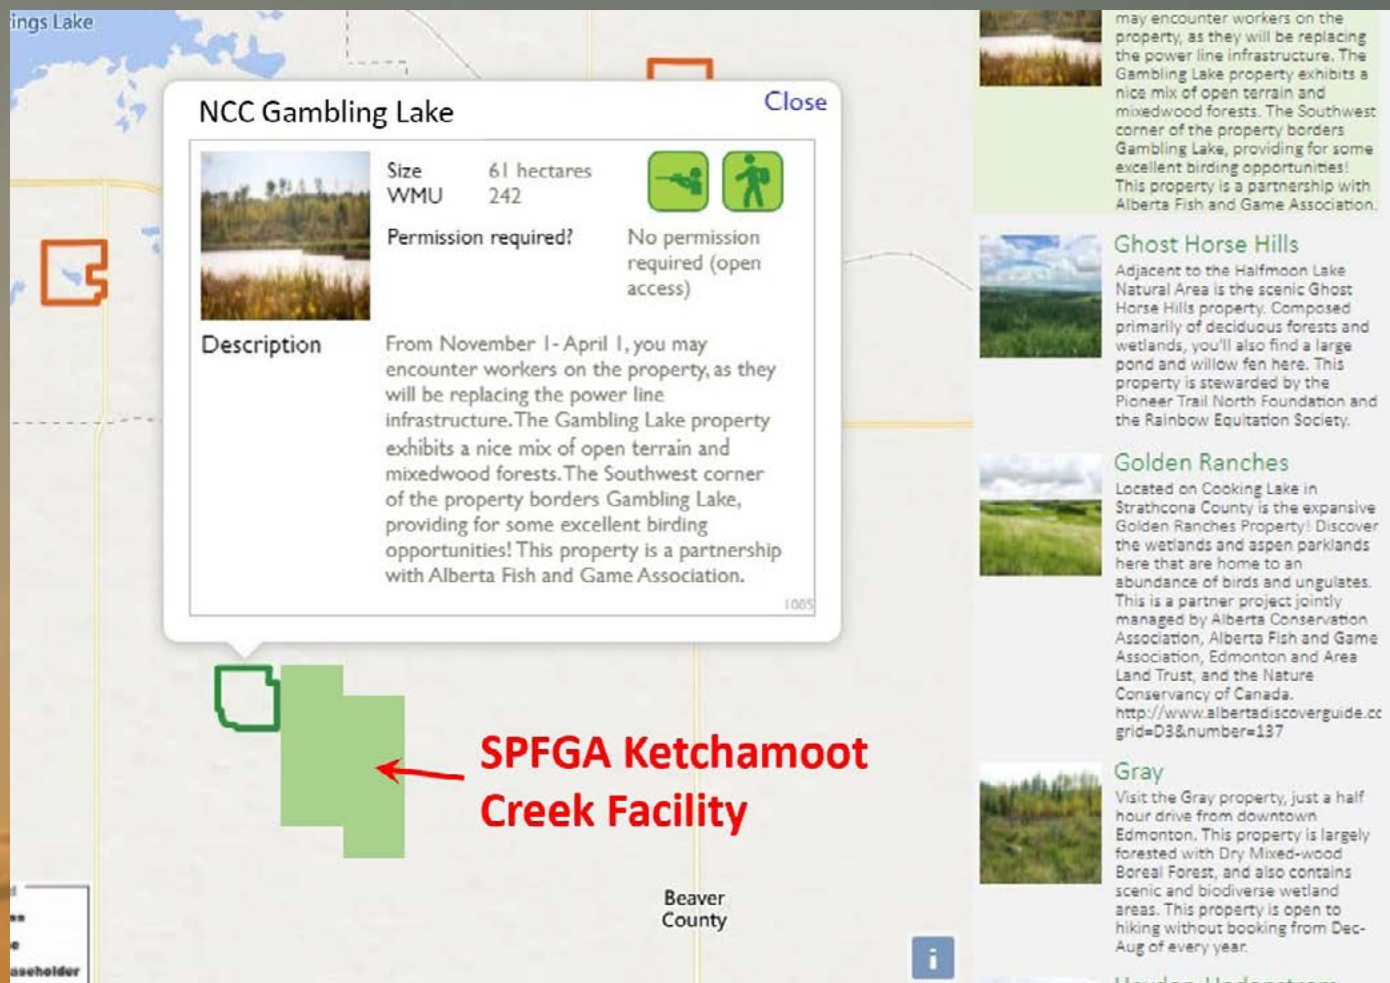 ings Lake
NCC Gambling Lake
Close
Size 61 hectares
WMU 242
Permission required? No permission
required (open
access)
Description
From November 1- April 1, you may
encounter workers on the property, as they
will be replacing the power line
infrastructure. The Gambling Lake property
exhibits a nice mix of open terrain and
mixedwood forests. The Southwest corner
of the property borders Gambling Lake,
providing for some excellent birding
opportunities! This property is a partnership
with Alberta Fish and Game Association.
1005
SPFGA Ketchamoot
Creek Facility
Beaver
County
i
aseholder
may encounter workers on the
property, as they will be replacing
the power line infrastructure. The
Gambling Lake property exhibits a
nice mix of open terrain and
mixedwood forests. The Southwest
corner of the property borders
Gambling Lake, providing for some
excellent birding opportunities!
This property is a partnership with
Alberta Fish and Game Association.
Ghost Horse Hills
Adjacent to the Halfmoon Lake
Natural Area is the scenic Ghost
Horse Hills property. Composed
primarily of deciduous forests and
wetlands, you'll also find a large
pond and willow fen here. This
property is stewarded by the
Pioneer Trail North Foundation and
the Rainbow Equitation Society.
Golden Ranches
Located on Cooking Lake in
Strathcona County is the expansive
Golden Ranches Property! Discover
the wetlands and aspen parklands
here that are home to an
abundance of birds and ungulates.
This is a partner project jointly
managed by Alberta Conservation
Association, Alberta Fish and Game
Association, Edmonton and Area
Land Trust, and the Nature
Conservancy of Canada.
http://www.albertadiscoverguide.cc
grid=D3&number=137
Gray
Visit the Gray property, just a half
hour drive from downtown
Edmonton. This property is largely
forested with Dry Mixed-wood
Boreal Forest, and also contains
scenic and biodiverse wetland
areas. This property is open to
hiking without booking from Dec-
Aug of every year.